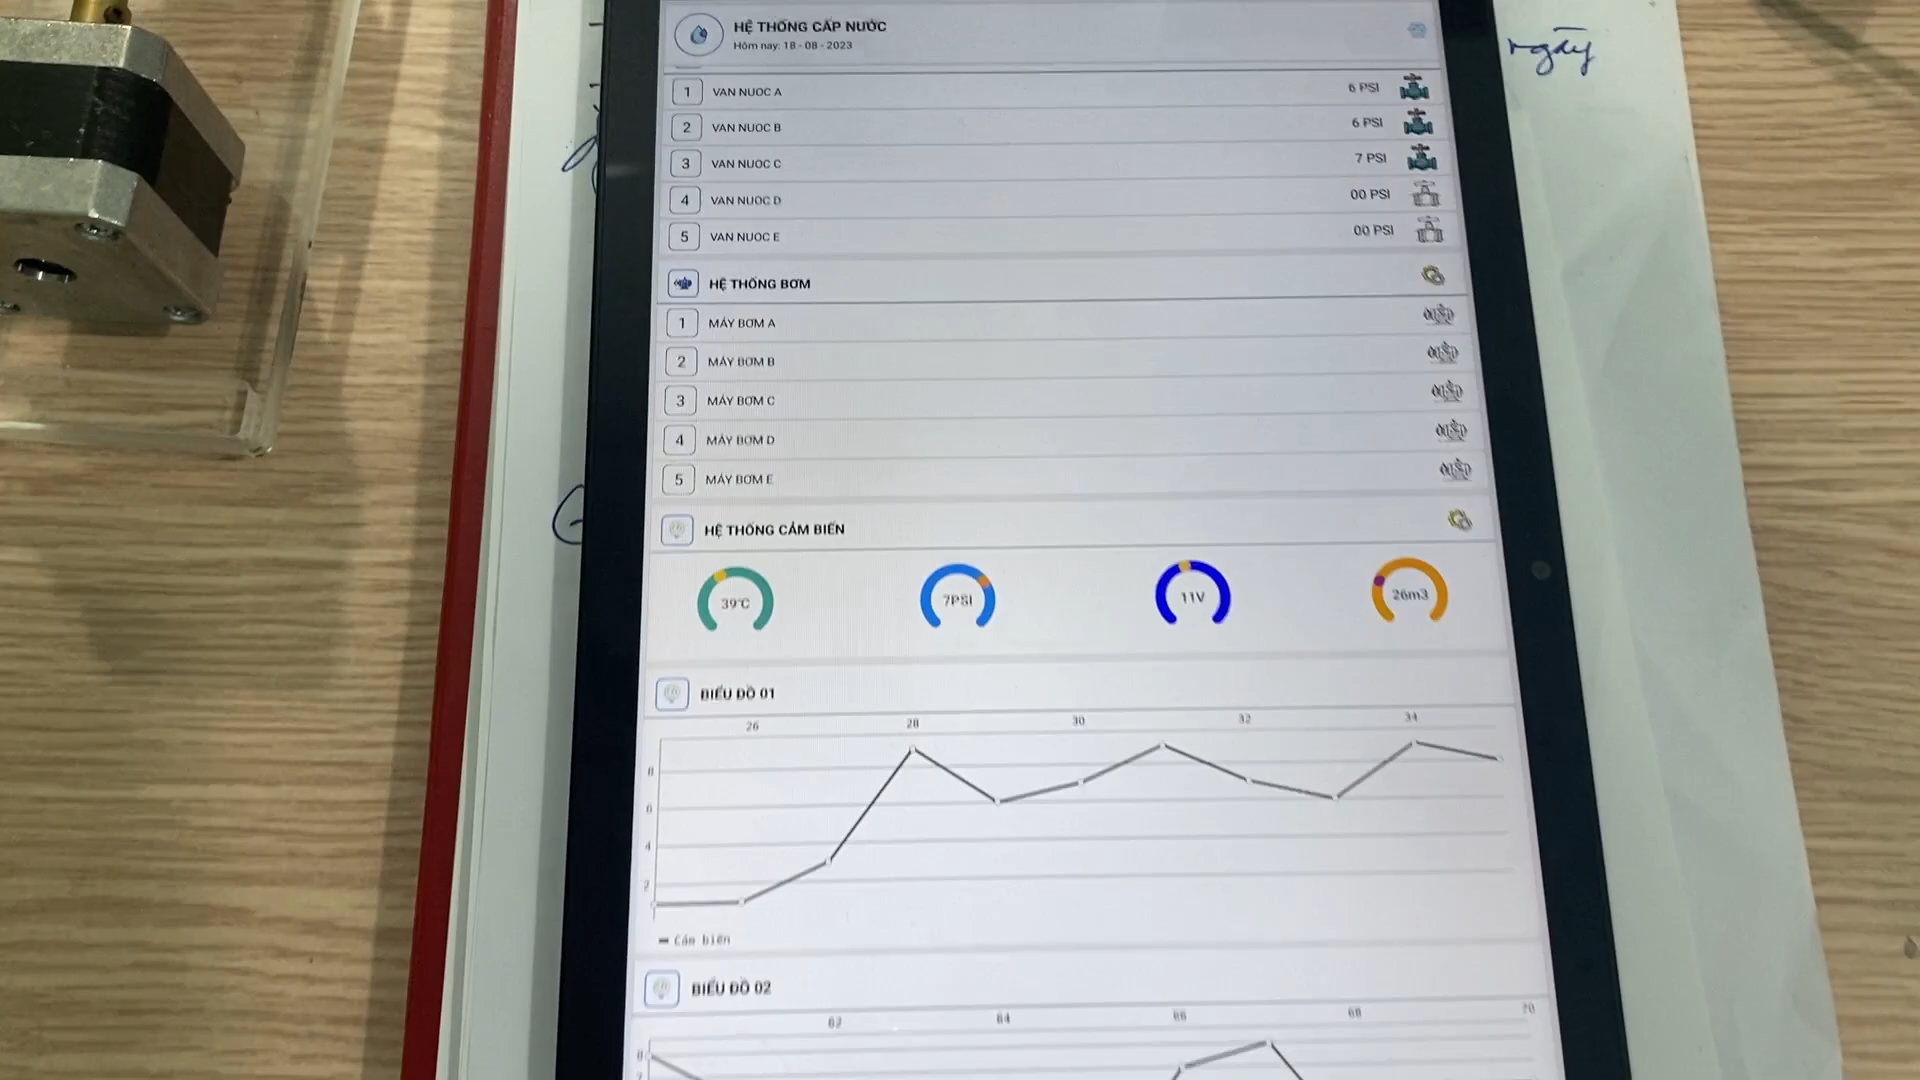 HỆ THỐNG CẤP NƯỚC
Hôm nay: 18 - 08 - 2023
ngày
1 VAN NUOC A 6 PSI
2 VAN NUOC B 6 PSI
3 VAN NUOC C 7 PSI
4 VAN NUOC D 00 PSI
5 VAN NUOC E 00 PSI
HỆ THỐNG BƠM
1 MÁY BƠM A
2 MÁY BƠM B
3 MÁY BƠM C
4 MÁY BƠM D
5 MÁY BƠM E
HỆ THỐNG CẢM BIẾN
39°C 7PSI 11V 26m3
BIỂU ĐỒ 01
26 28 30 32 34
8
6
4
2
Cảm biến
BIỂU ĐỒ 02
62 64 66 68 70
8